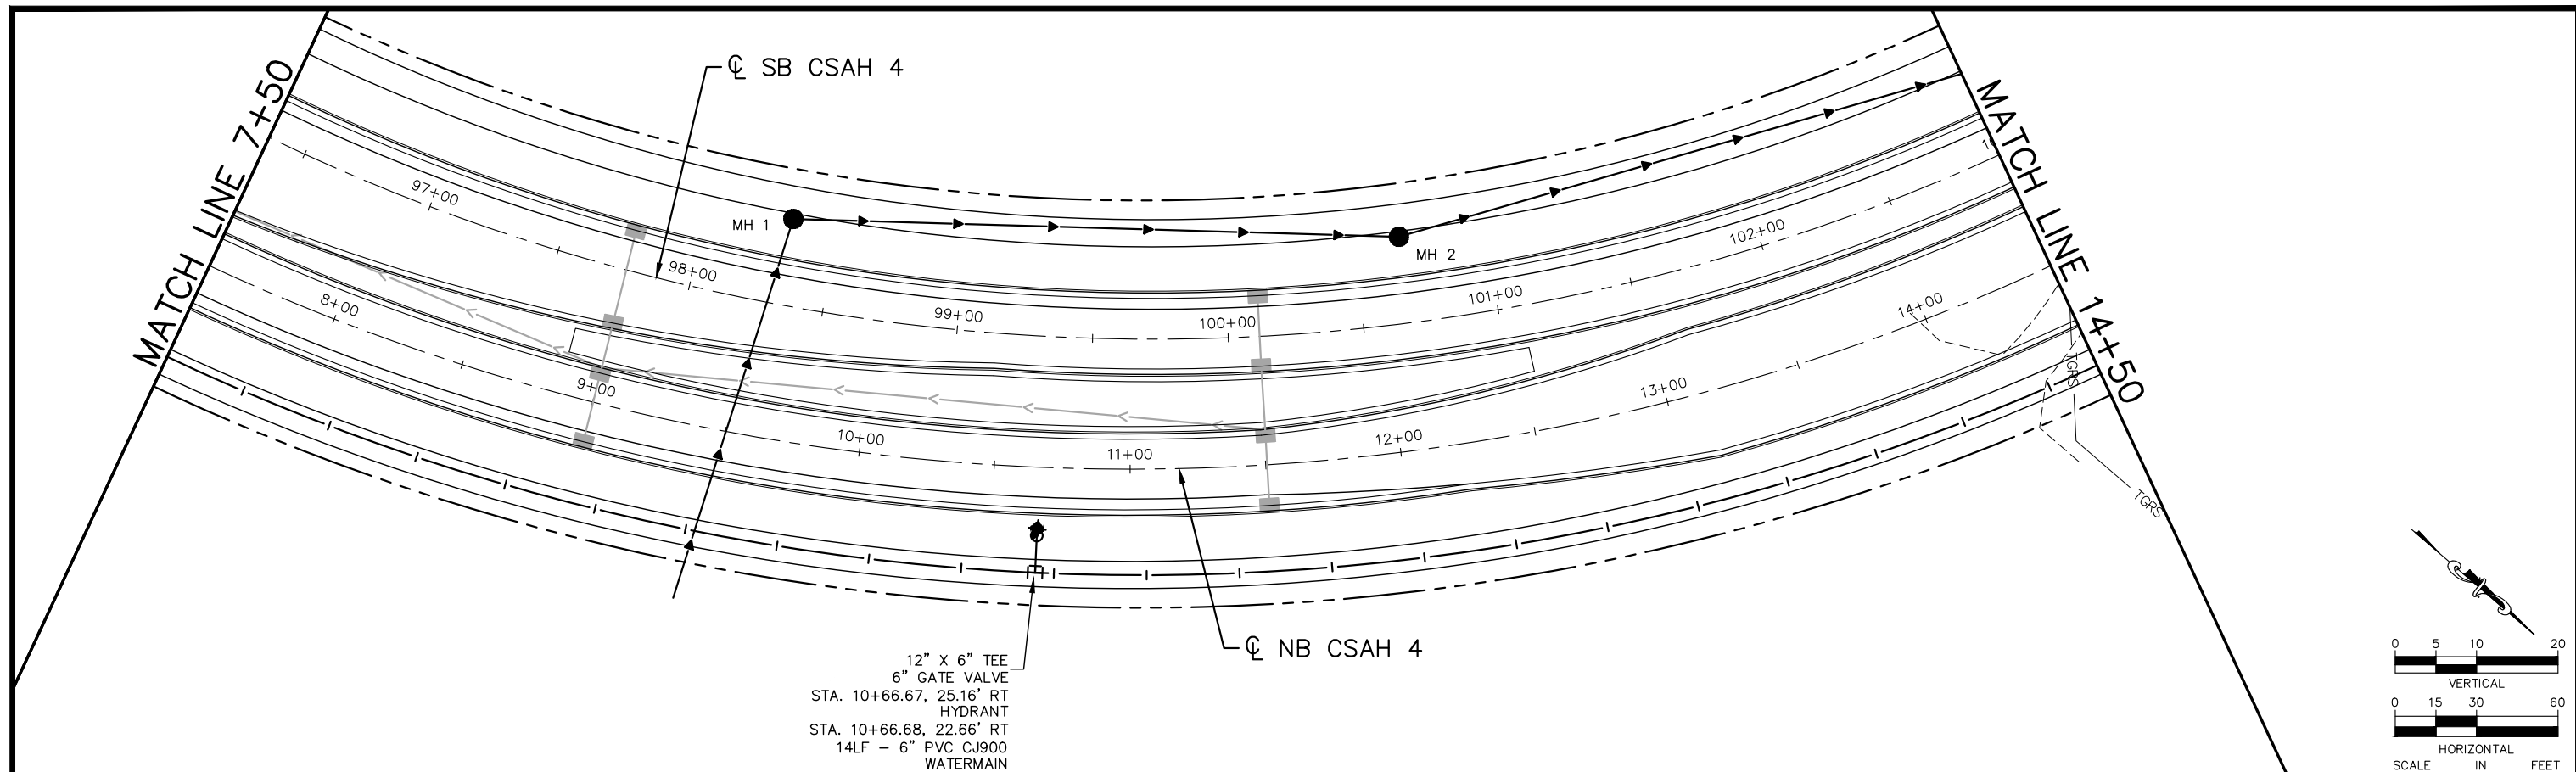 ℄ SB CSAH 4
MATCH LINE 7+50
MATCH LINE 14+50
97+00
98+00
99+00
100+00
101+00
102+00
MH 1
MH 2
8+00
9+00
10+00
11+00
12+00
13+00
14+00
TGRS
TGRS
℄ NB CSAH 4
12" X 6" TEE
6" GATE VALVE
STA. 10+66.67, 25.16' RT
HYDRANT
STA. 10+66.68, 22.66' RT
14LF – 6" PVC CJ900
WATERMAIN
0 5 10 20
VERTICAL
0 15 30 60
HORIZONTAL
SCALE IN FEET